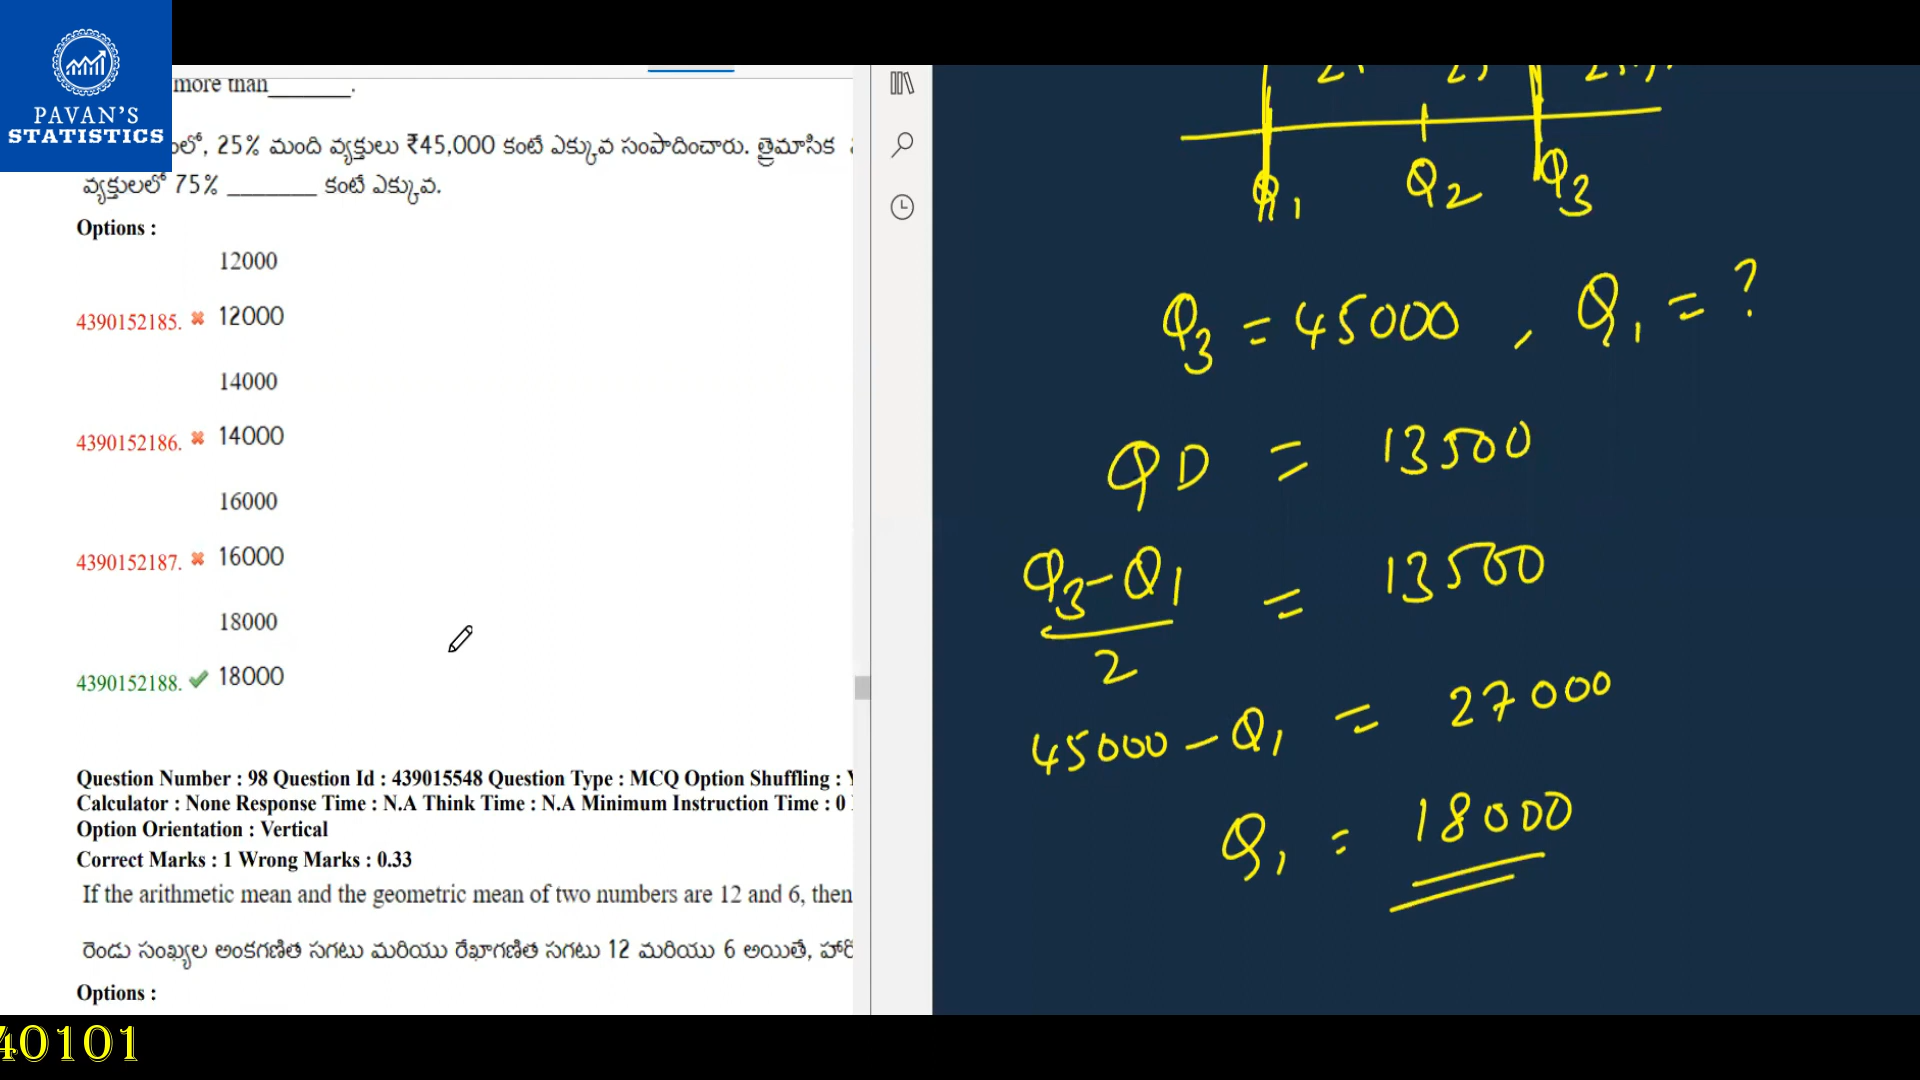 PAVAN'S
STATISTICS
more than_______.
లో, 25% మంది వ్యక్తులు ₹45,000 కంటే ఎక్కువ సంపాదించారు. త్రైమాసిక
వ్యక్తులలో 75% _______ కంటే ఎక్కువ.
Options :
12000
4390152185. ✖ 12000
14000
4390152186. ✖ 14000
16000
4390152187. ✖ 16000
18000
4390152188. ✔ 18000
Question Number : 98 Question Id : 439015548 Question Type : MCQ Option Shuffling : Y
Calculator : None Response Time : N.A Think Time : N.A Minimum Instruction Time : 0
Option Orientation : Vertical
Correct Marks : 1 Wrong Marks : 0.33
If the arithmetic mean and the geometric mean of two numbers are 12 and 6, then
రెండు సంఖ్యల అంకగణిత సగటు మరియు రేఖాగణిత సగటు 12 మరియు 6 అయితే,
Options :
Q1 Q2 Q3
Q3 = 45000 , Q1 = ?
QD = 13500
Q3-Q1
= 13500
2
45000 - Q1 = 27000
Q1 = 18000
40101